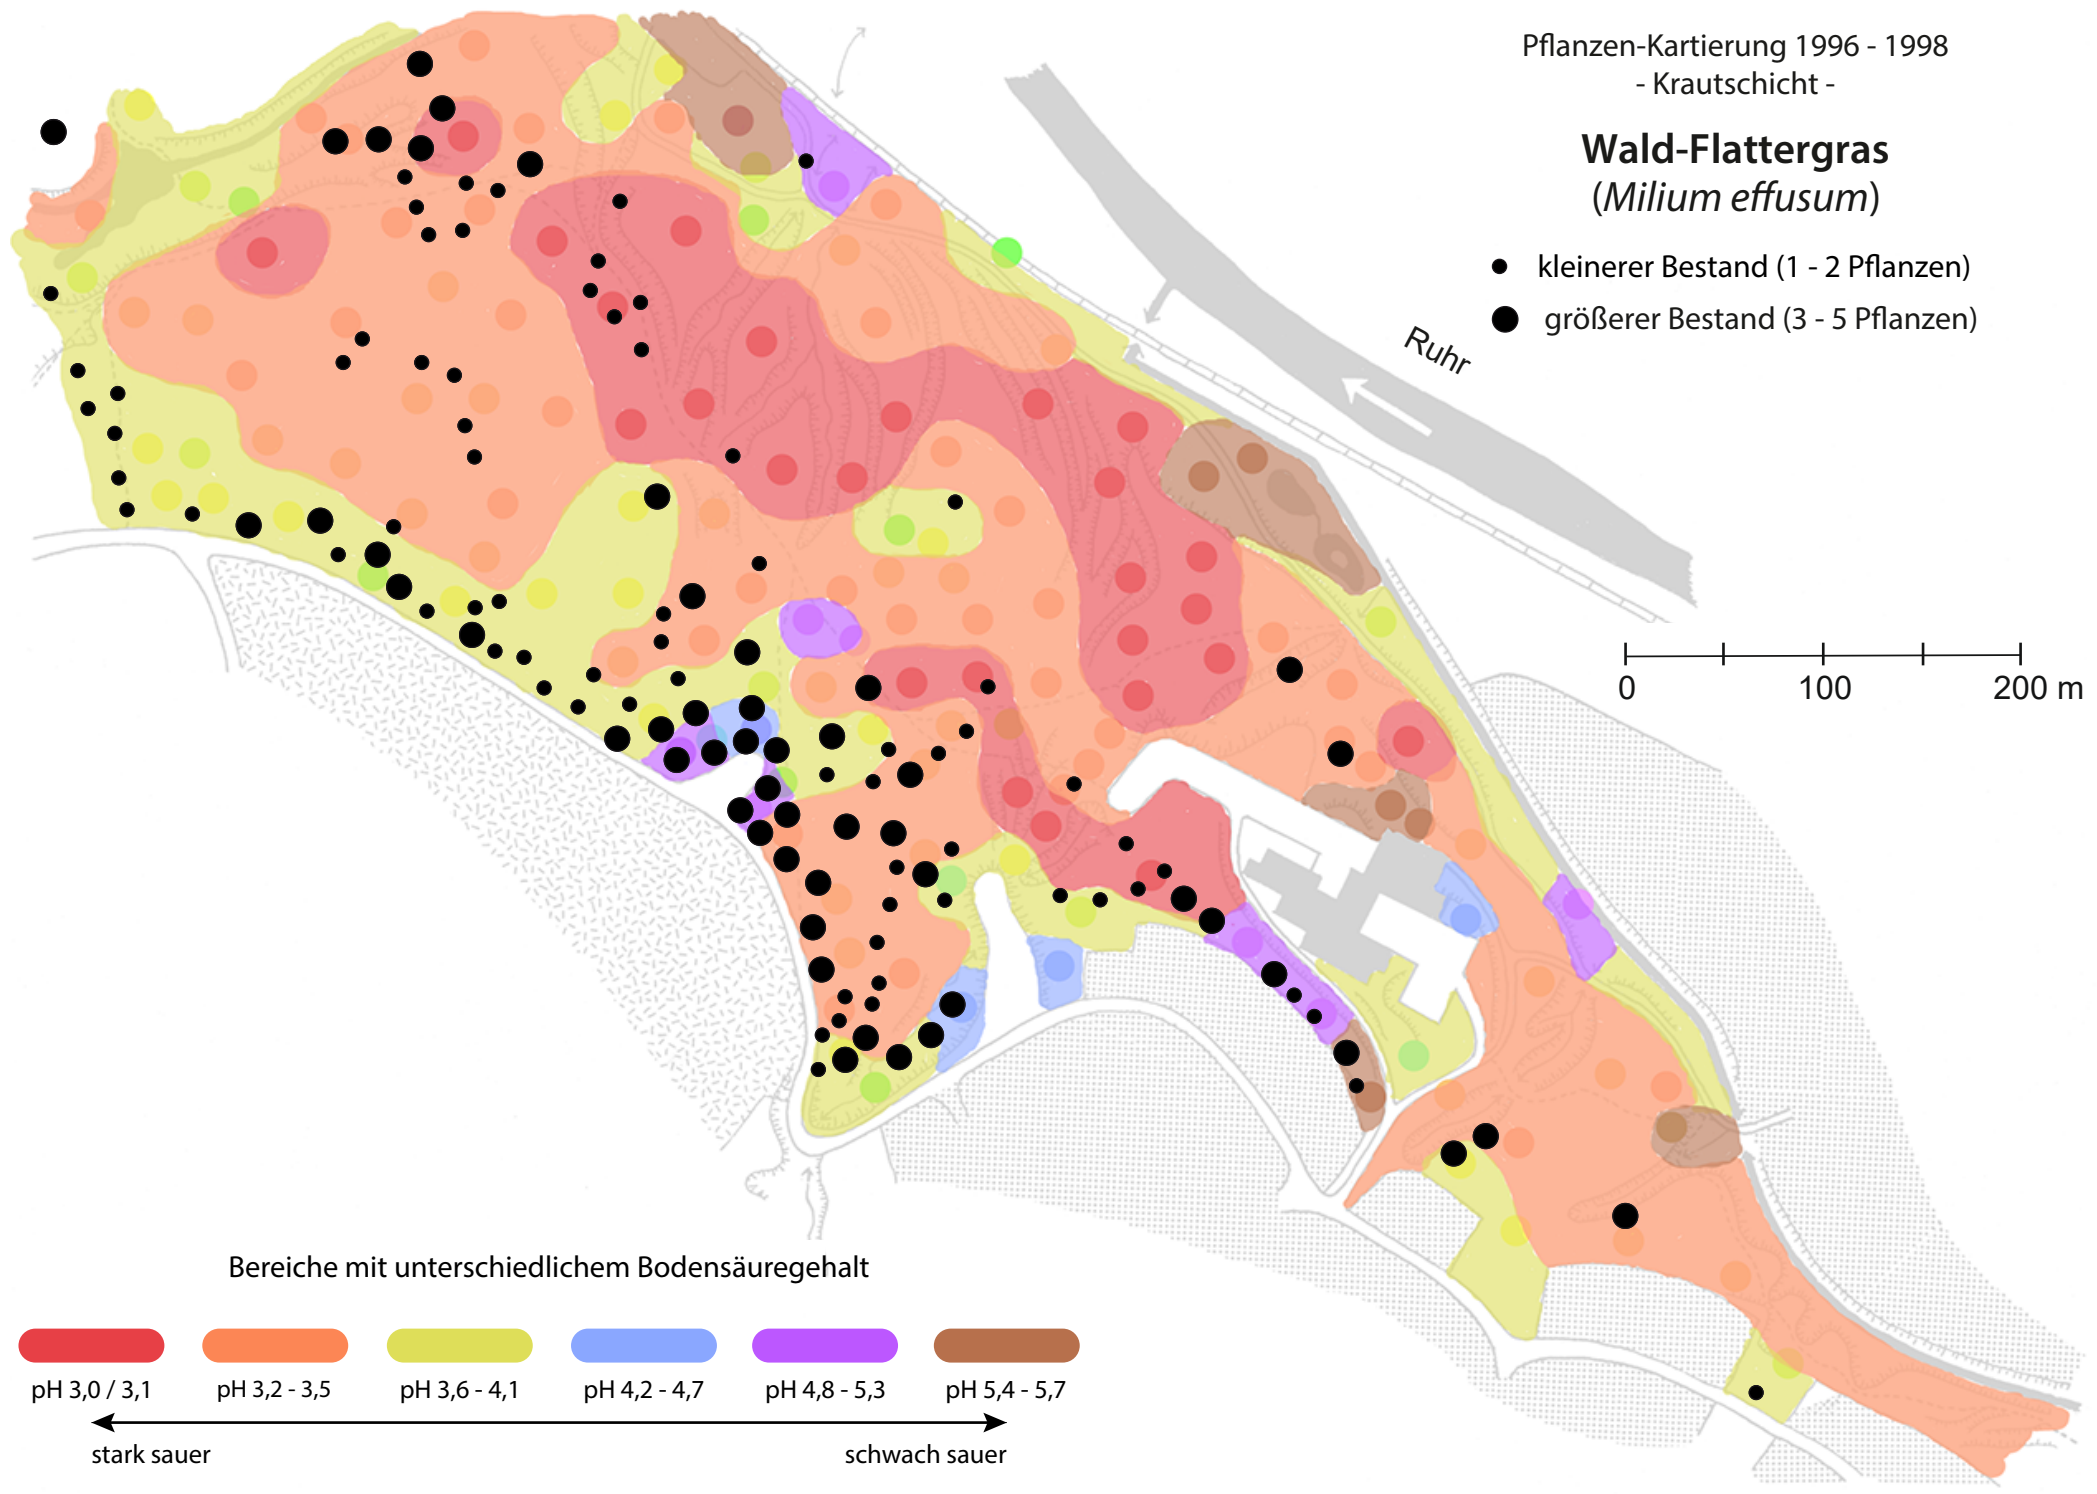 Pflanzen-Kartierung 1996 - 1998
- Krautschicht -
Wald-Flattergras
(Milium effusum)
kleinerer Bestand (1 - 2 Pflanzen)
größerer Bestand (3 - 5 Pflanzen)
Ruhr
0 100 200 m
Bereiche mit unterschiedlichem Bodensäuregehalt
pH 3,0 / 3,1 pH 3,2 - 3,5 pH 3,6 - 4,1 pH 4,2 - 4,7 pH 4,8 - 5,3 pH 5,4 - 5,7
stark sauer schwach sauer